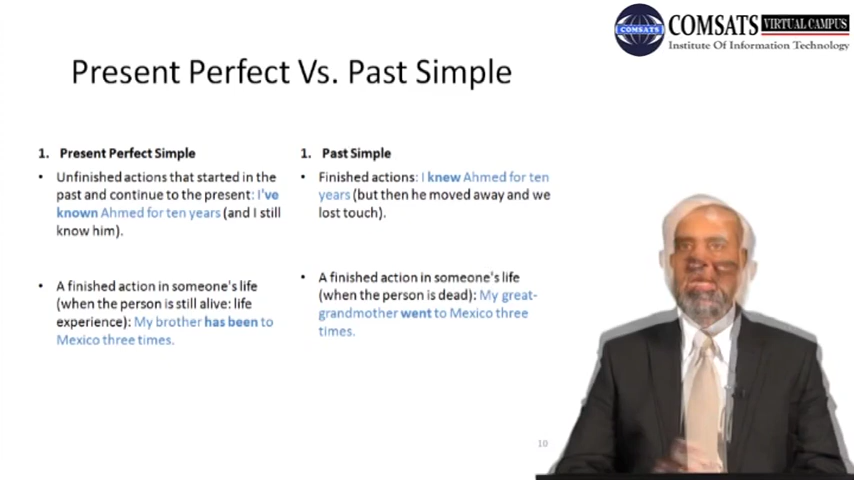 COMSATS
COMSATS VIRTUAL CAMPUS
Institute Of Information Technology
Present Perfect Vs. Past Simple
1. Present Perfect Simple
• Unfinished actions that started in the
past and continue to the present: I've
known Ahmed for ten years (and I still
know him).
• A finished action in someone's life
(when the person is still alive: life
experience): My brother has been to
Mexico three times.
1. Past Simple
• Finished actions: I knew Ahmed for ten
years (but then he moved away and we
lost touch).
• A finished action in someone's life
(when the person is dead): My great-
grandmother went to Mexico three
times.
10